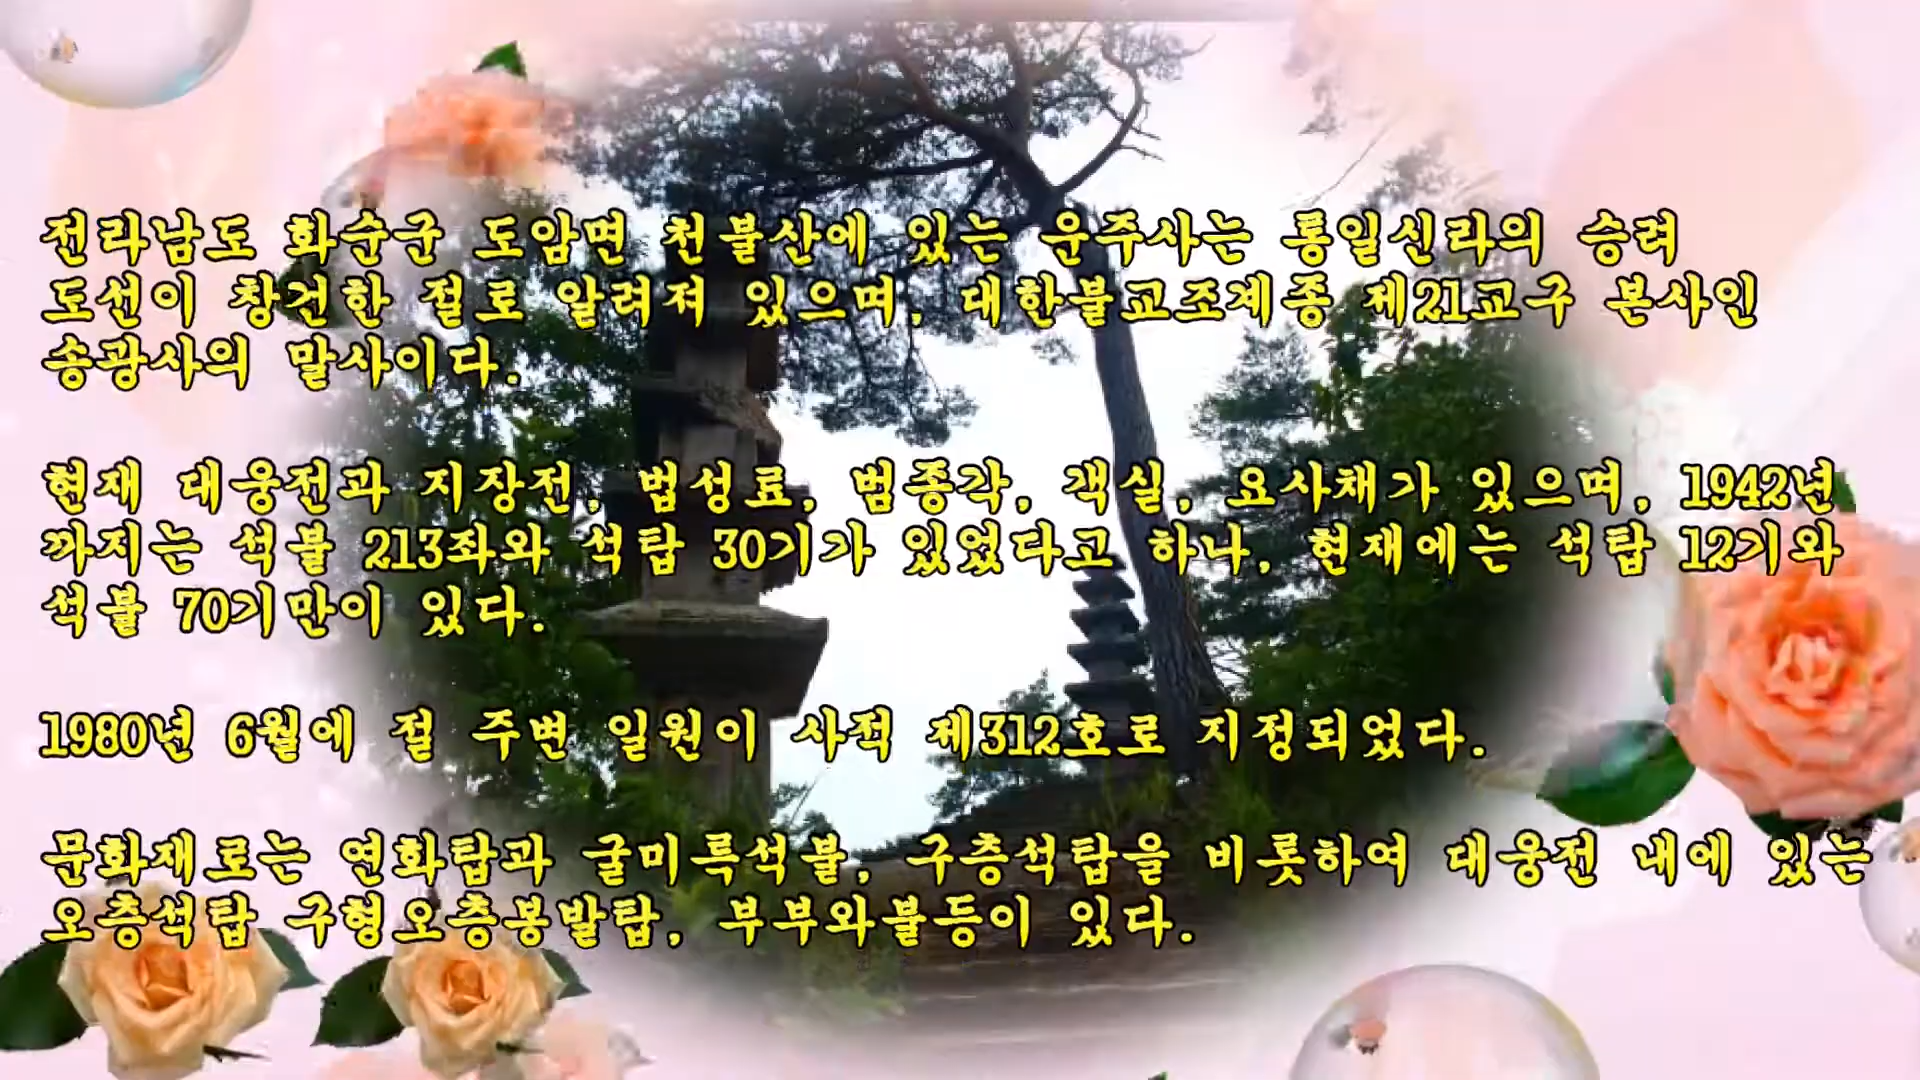 전라남도 화순군 도암면 천불산에 있는 운주사는 통일신라의 승려
도선이 창건한 절로 알려져 있으며, 대한불교조계종 제21교구 본사인
송광사의 말사이다.
현재 대웅전과 지장전, 법성료, 범종각, 객실, 요사채가 있으며, 1942년
까지는 석불 213좌와 석탑 30기가 있었다고 하나, 현재에는 석탑 12기와
석불 70기만이 있다.
1980년 6월에 절 주변 일원이 사적 제312호로 지정되었다.
문화재로는 연화탑과 굴미륵석불, 구층석탑을 비롯하여 대웅전 내에 있는
오층석탑 구형오층봉발탑, 부부와불등이 있다.